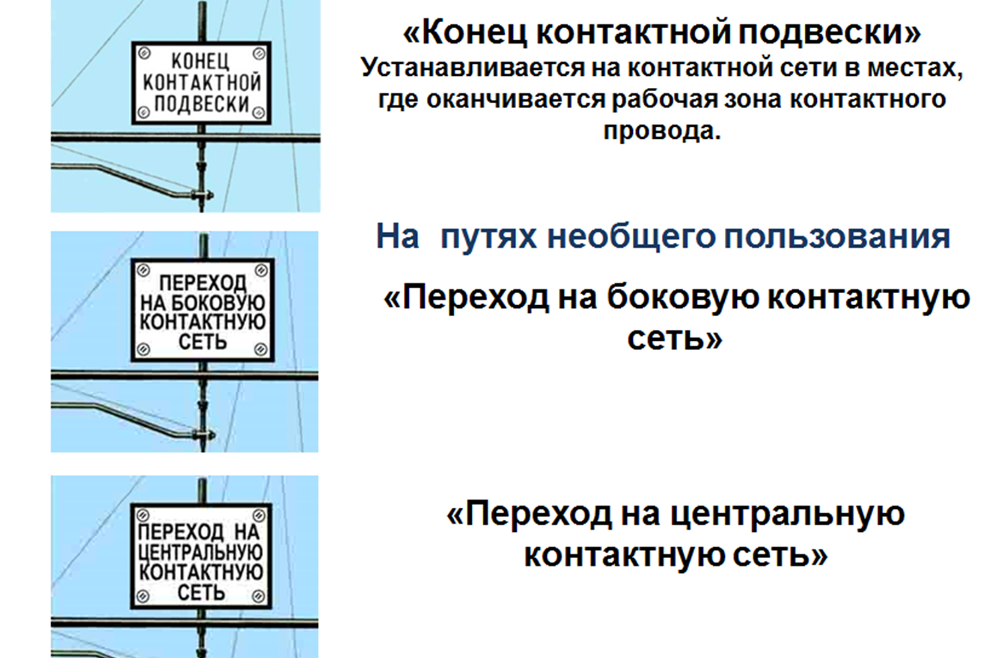 КОНЕЦ
КОНТАКТНОЙ
ПОДВЕСКИ
«Конец контактной подвески»
Устанавливается на контактной сети в местах,
где оканчивается рабочая зона контактного
провода.
На путях необщего пользования
ПЕРЕХОД
НА БОКОВУЮ
КОНТАКТНУЮ
СЕТЬ
«Переход на боковую контактную
сеть»
ПЕРЕХОД НА
ЦЕНТРАЛЬНУЮ
КОНТАКТНУЮ
СЕТЬ
«Переход на центральную
контактную сеть»